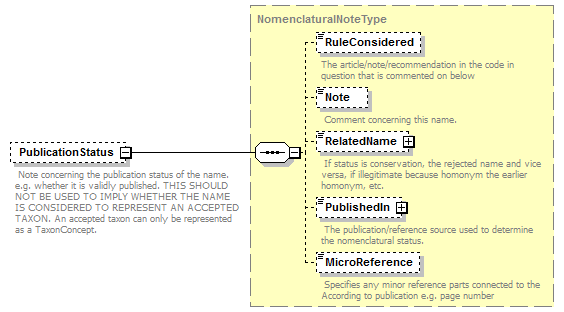 NomenclaturalNoteType
RuleConsidered
The article/note/recommendation in the code in
question that is commented on below
Note
Comment concerning this name.
PublicationStatus
Note concerning the publication status of the name.
e.g. whether it is validly published. THIS SHOULD
NOT BE USED TO IMPLY WHETHER THE NAME
IS CONSIDERED TO REPRESENT AN ACCEPTED
TAXON. An accepted taxon can only be represented
as a TaxonConcept.
RelatedName
If status is conservation, the rejected name and vice
versa, if illegitimate because homonym the earlier
homonym, etc.
PublishedIn
The publication/reference source used to determine
the nomenclatural status.
MicroReference
Specifies any minor reference parts connected to the
According to publication e.g. page number